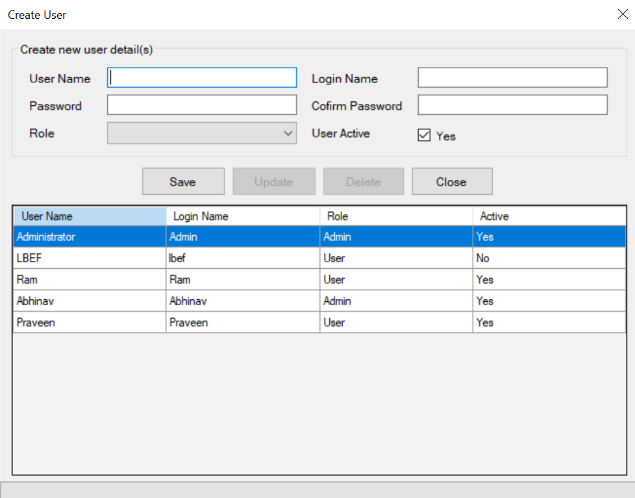 Create User
Create new user detail(s)
User Name Login Name
Password Cofirm Password
Role User Active Yes
Save Update Delete Close
User Name Login Name Role Active
Administrator Admin Admin Yes
LBEF lbef User No
Ram Ram User Yes
Abhinav Abhinav Admin Yes
Praveen Praveen User Yes